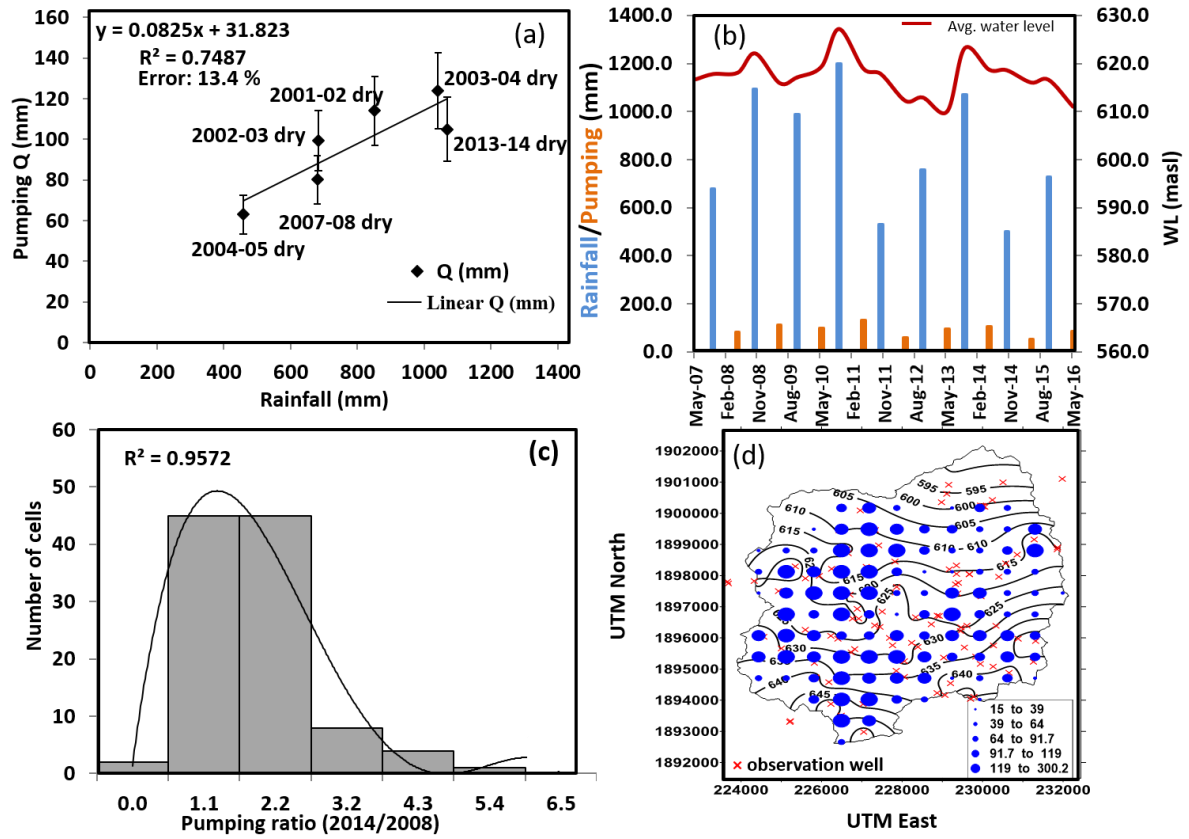 (a)
y = 0.0825x + 31.823
R² = 0.7487
Error: 13.4 %
2003-04 dry
2001-02 dry
2002-03 dry
2013-14 dry
2007-08 dry
2004-05 dry
Q (mm)
Linear Q (mm)
Pumping Q (mm)
160
140
120
100
80
60
40
20
0
0 200 400 600 800 1000 1200 1400
Rainfall (mm)
(b)
Avg. water level
Rainfall/Pumping (mm)
1400.0
1200.0
1000.0
800.0
600.0
400.0
200.0
0.0
630.0
620.0
610.0
600.0
590.0
580.0
570.0
560.0
WL (masl)
May-07
Feb-08
Nov-08
Aug-09
May-10
Feb-11
Nov-11
Aug-12
May-13
Feb-14
Nov-14
Aug-15
May-16
(c)
R² = 0.9572
Number of cells
60
50
40
30
20
10
0
0.0 1.1 2.2 3.2 4.3 5.4 6.5
Pumping ratio (2014/2008)
(d)
UTM North
1902000
1901000
1900000
1899000
1898000
1897000
1896000
1895000
1894000
1893000
1892000
595
595
600
600
605
605
610
610
610
615
615
615
625
625
630
630
635
640
645
15 to 39
39 to 64
64 to 91.7
91.7 to 119
119 to 300.2
observation well
224000 226000 228000 230000 232000
UTM East